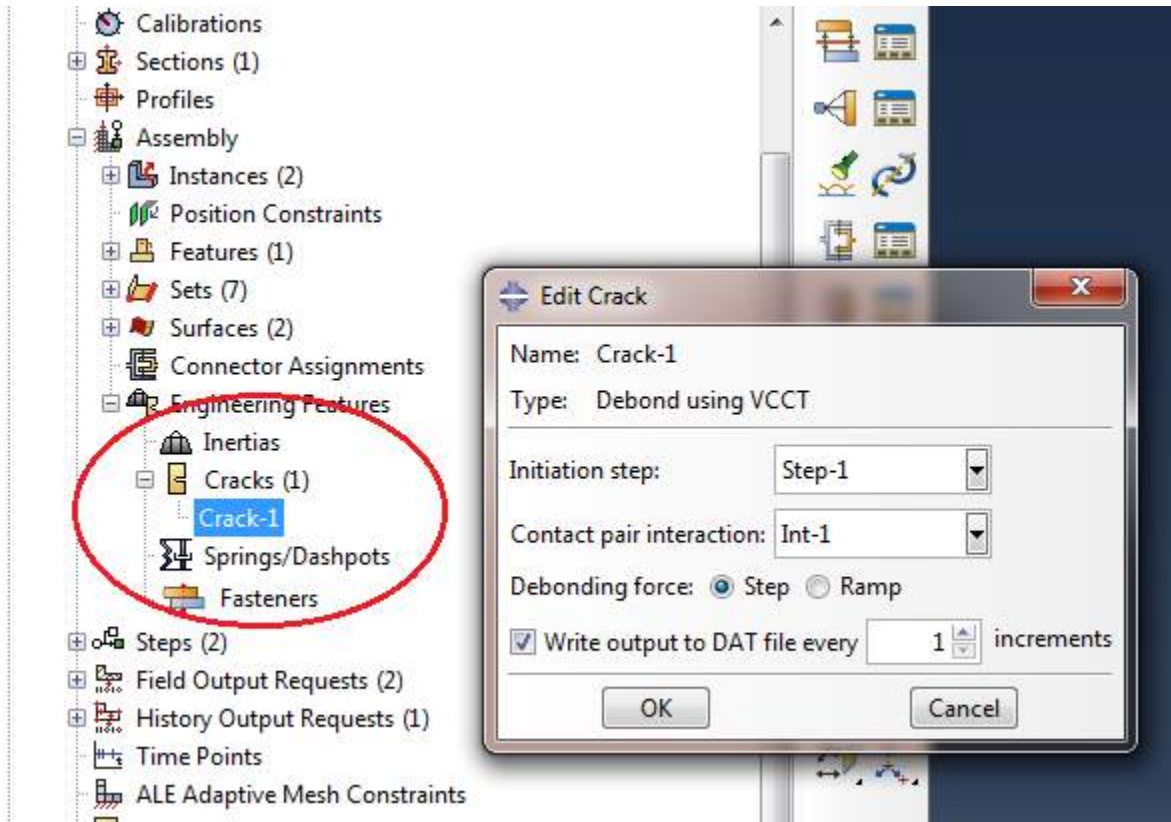 Calibrations
Sections (1)
Profiles
Assembly
Instances (2)
Position Constraints
Features (1)
Sets (7)
Surfaces (2)
Connector Assignments
Engineering Features
Inertias
Cracks (1)
Crack-1
Springs/Dashpots
Fasteners
Steps (2)
Field Output Requests (2)
History Output Requests (1)
Time Points
ALE Adaptive Mesh Constraints
Edit Crack
Name: Crack-1
Type: Debond using VCCT
Initiation step: Step-1
Contact pair interaction: Int-1
Debonding force: Step Ramp
Write output to DAT file every 1 increments
OK Cancel